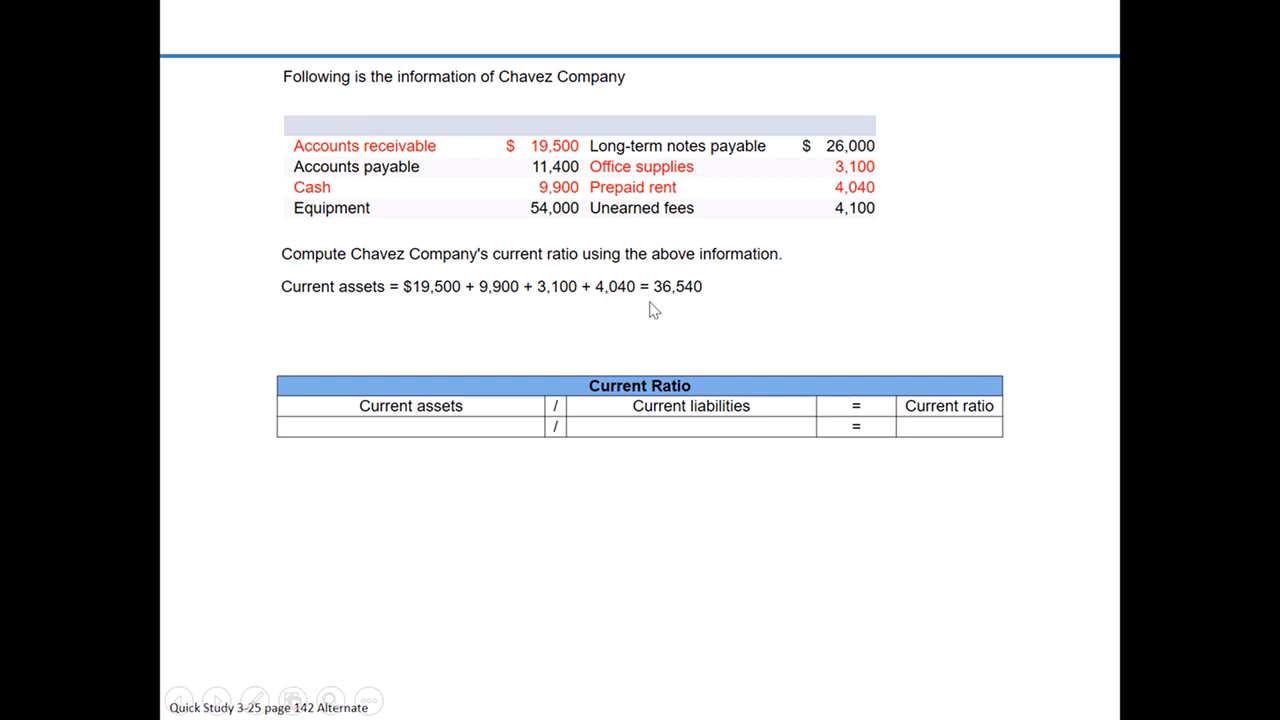 Following is the information of Chavez Company
Accounts receivable $ 19,500 Long-term notes payable $ 26,000
Accounts payable 11,400 Office supplies 3,100
Cash 9,900 Prepaid rent 4,040
Equipment 54,000 Unearned fees 4,100
Compute Chavez Company's current ratio using the above information.
Current assets = $19,500 + 9,900 + 3,100 + 4,040 = 36,540
Current Ratio
Current assets / Current liabilities = Current ratio
/ =
Quick Study 3-25 page 142 Alternate